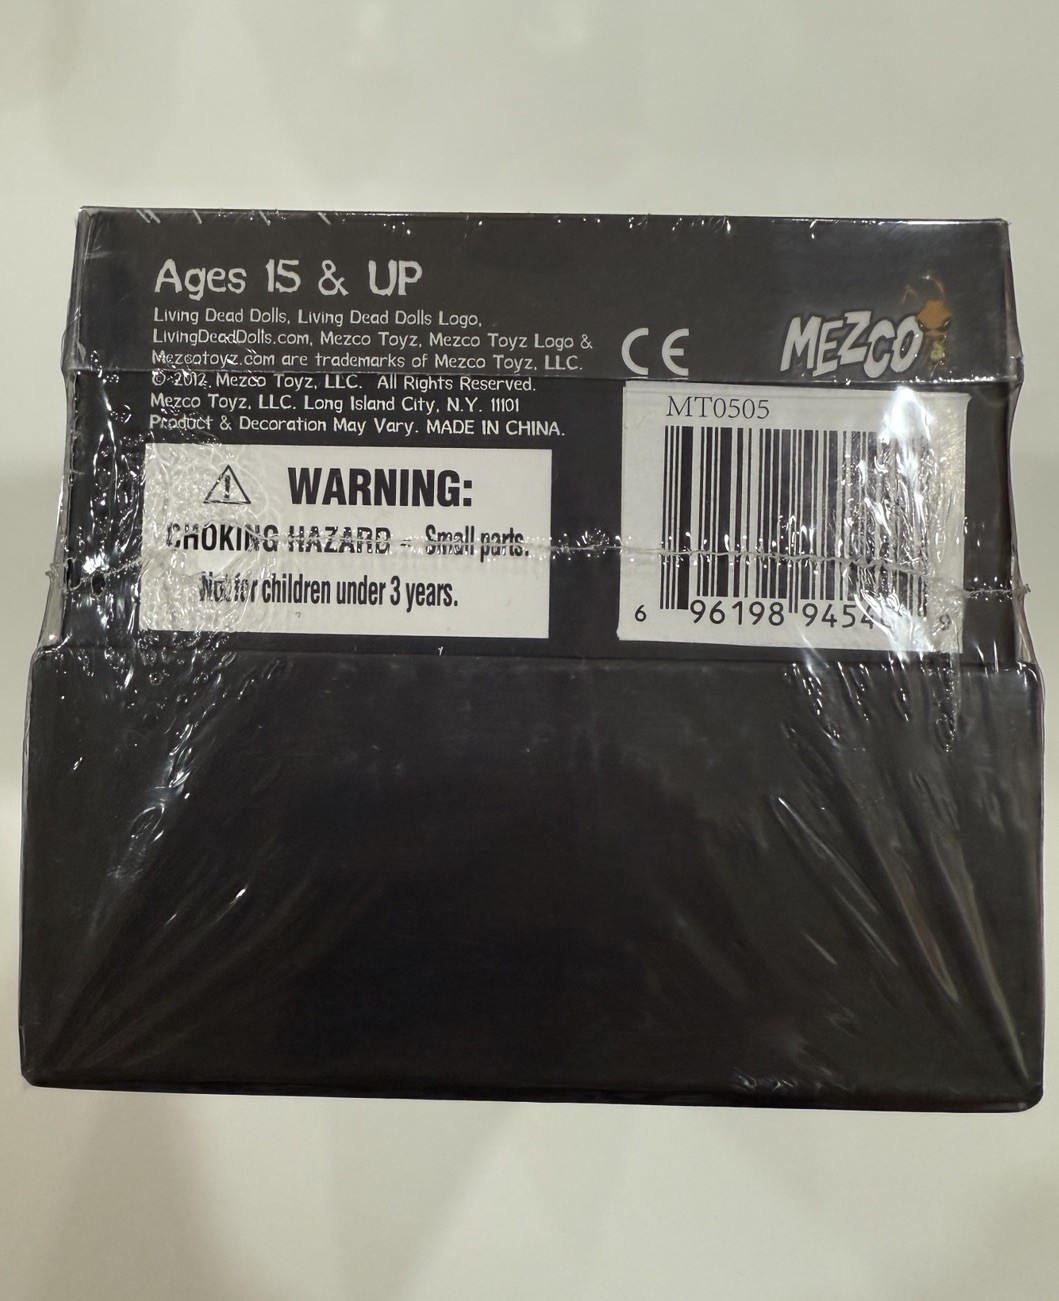 Ages 15 & UP
Living Dead Dolls, Living Dead Dolls Logo,
LivingDeadDolls.com, Mezco Toyz, Mezco Toyz Logo &
Mezcotoyz.com are trademarks of Mezco Toyz, LLC.
© 2012, Mezco Toyz, LLC. All Rights Reserved.
Mezco Toyz, LLC. Long Island City, N.Y. 11101
Product & Decoration May Vary. MADE IN CHINA.
CE
MEZCO
WARNING:
CHOKING HAZARD – Small parts.
Not for children under 3 years.
MT0505
6 96198 9454 9